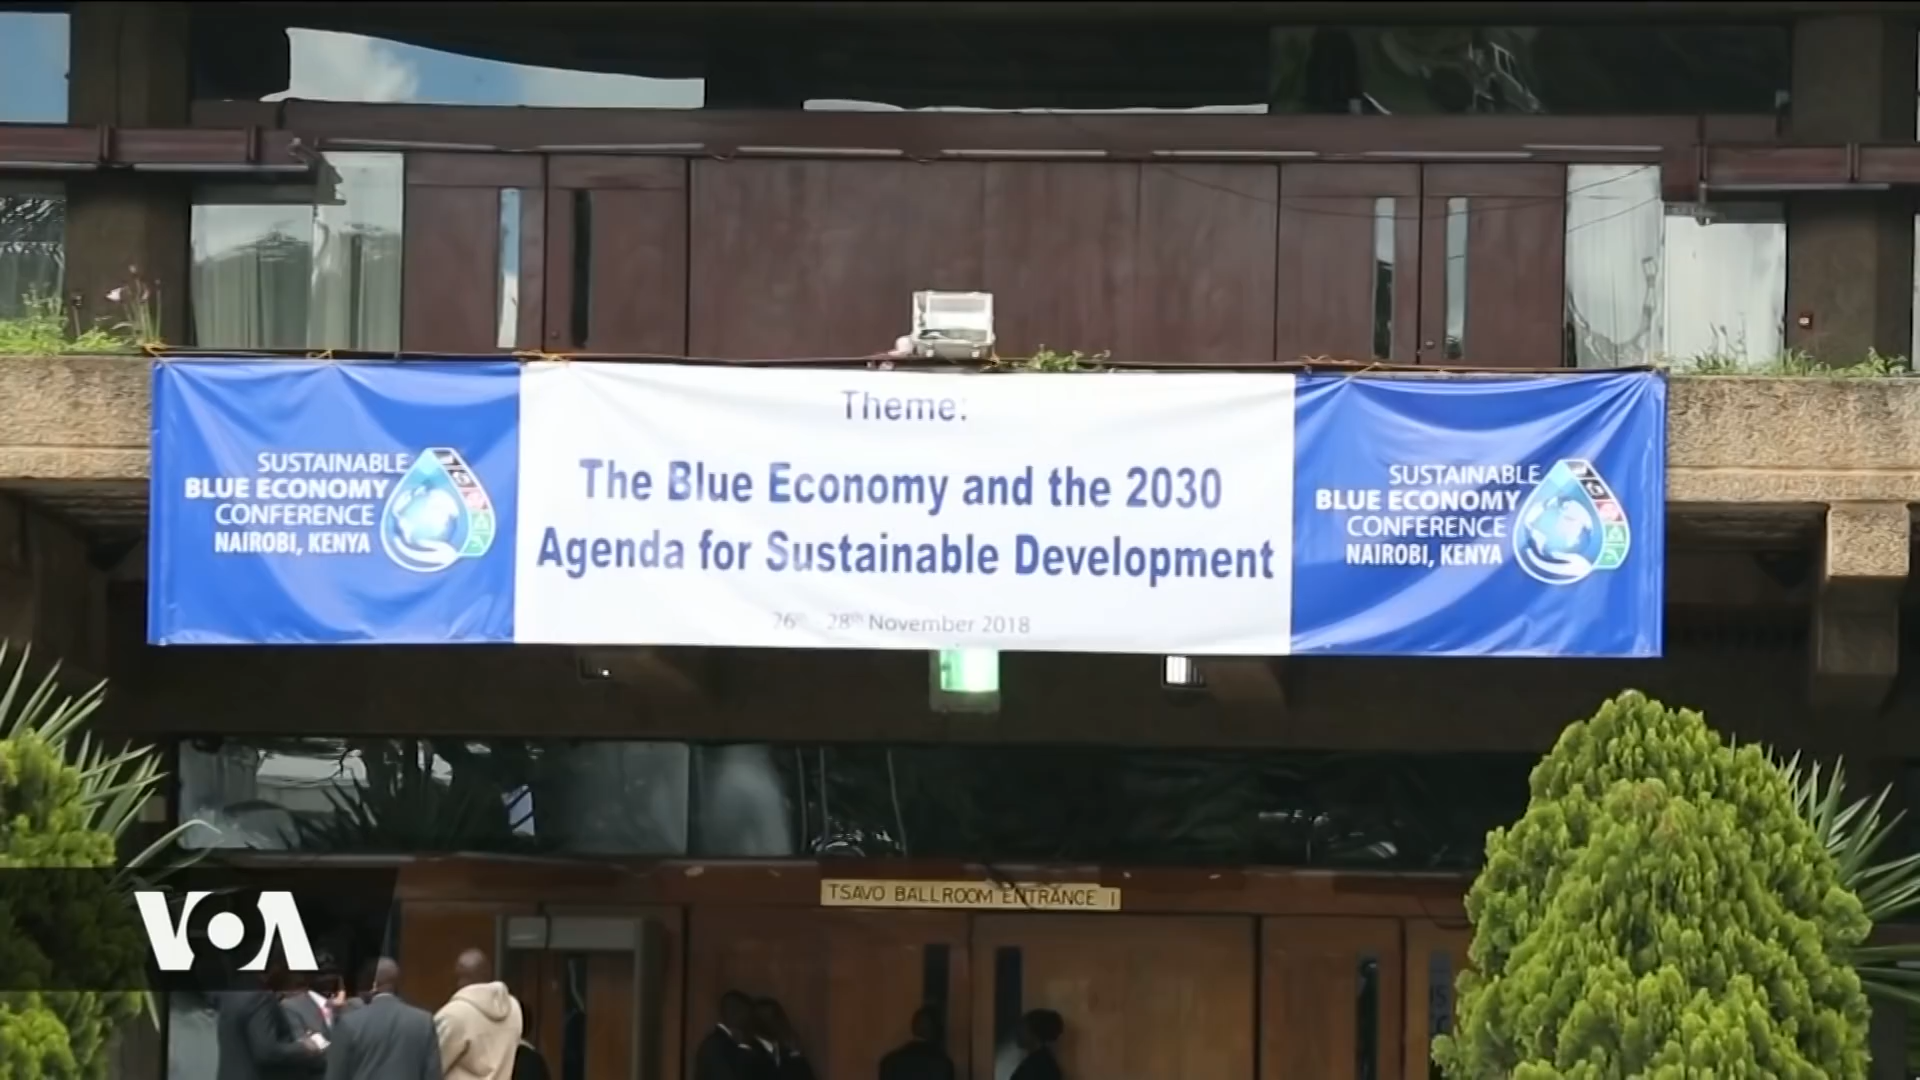 Theme:
The Blue Economy and the 2030
Agenda for Sustainable Development
26th 28th November 2018
SUSTAINABLE
BLUE ECONOMY
CONFERENCE
NAIROBI, KENYA
SUSTAINABLE
BLUE ECONOMY
CONFERENCE
NAIROBI, KENYA
TSAVO BALLROOM ENTRANCE 1
VOA